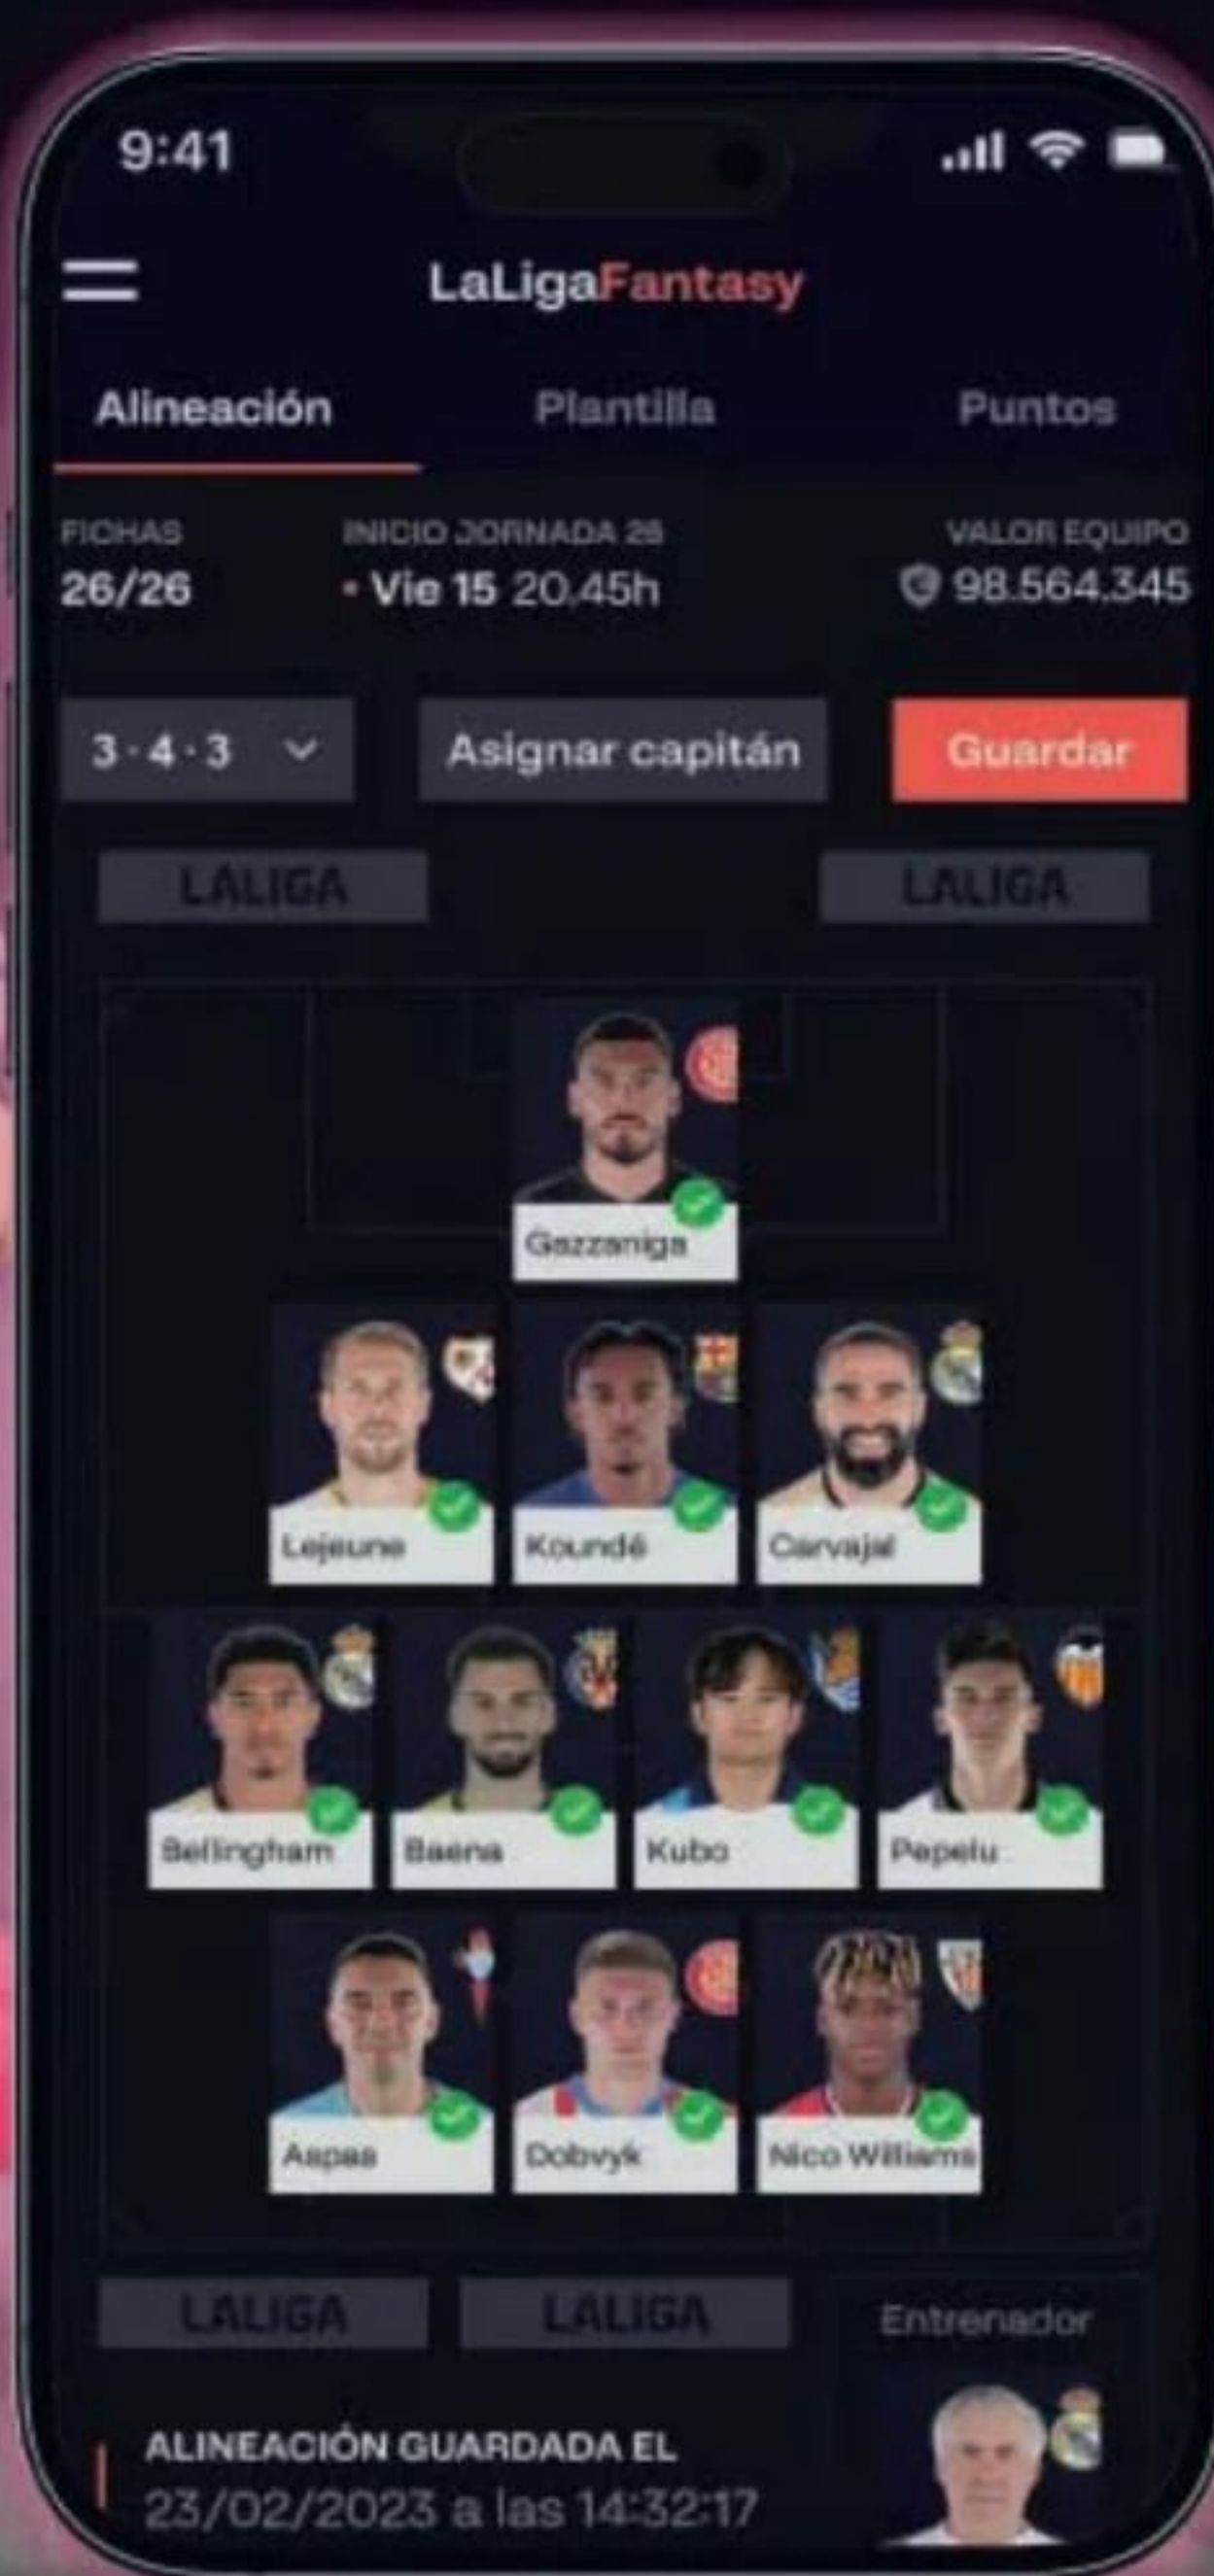 9:41
LaLigaFantasy
Alineación Plantilla Puntos
FICHAS INICIO JORNADA 26 VALOR EQUIPO
26/26 • Vie 15 20.45h 98.564.345
3 · 4 · 3 Asignar capitán Guardar
LALIGA LALIGA
Gazzaniga
Lejeune Koundé Carvajal
Bellingham Baena Kubo Pepelu
Aspas Dobvyk Nico Williams
LALIGA LALIGA Entrenador
ALINEACIÓN GUARDADA EL
23/02/2023 a las 14:32:17